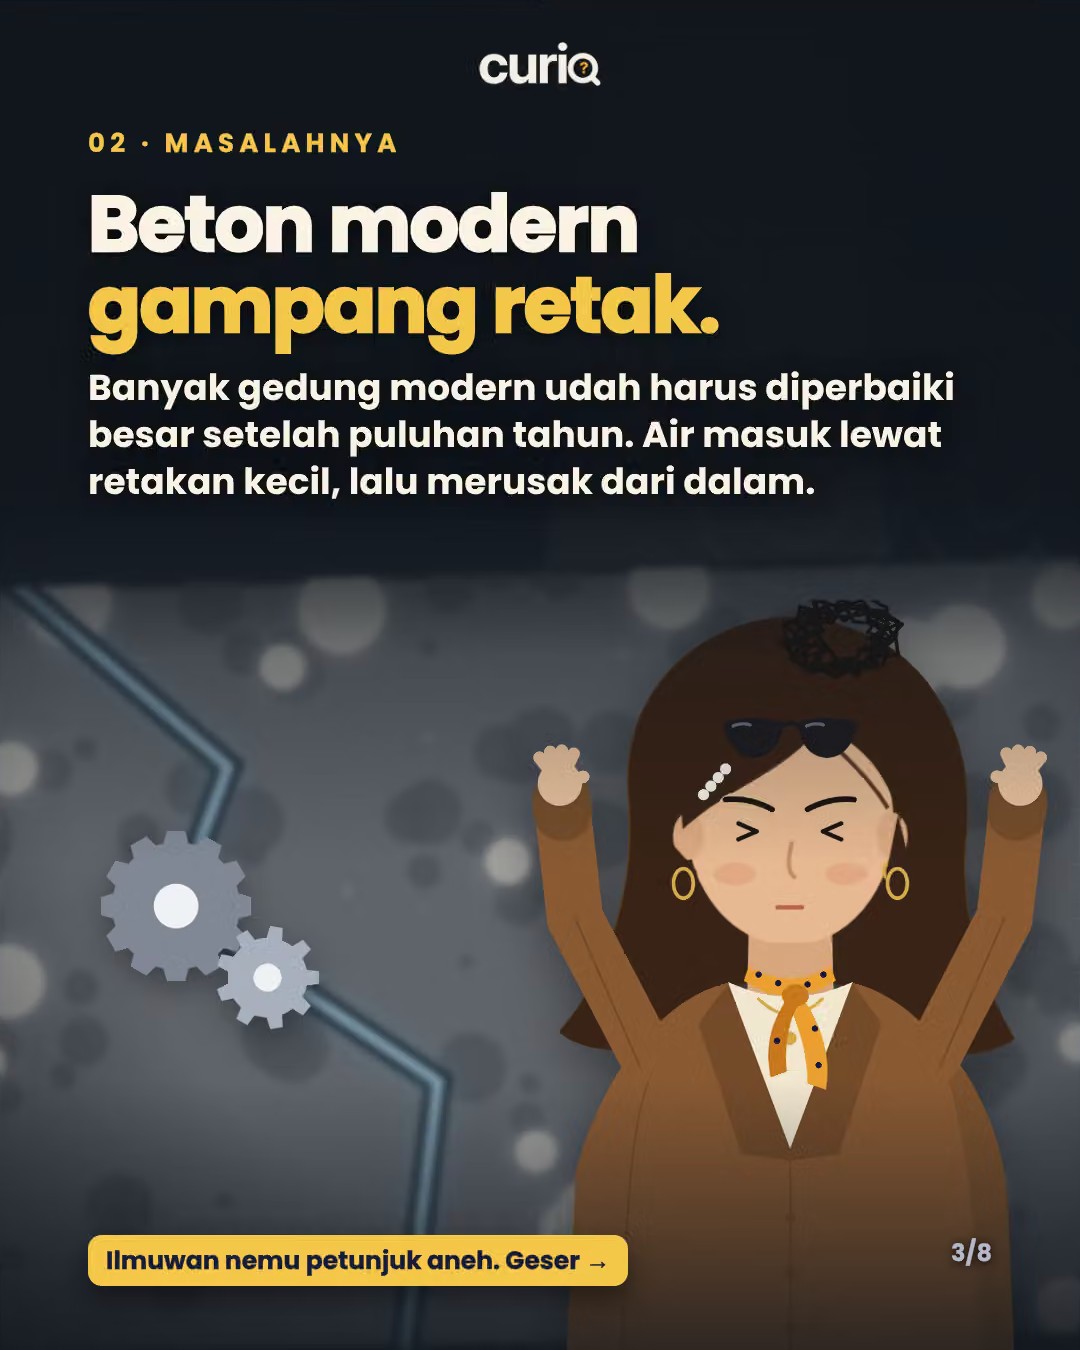 curio
02 · MASALAHNYA
Beton modern
gampang retak.
Banyak gedung modern udah harus diperbaiki
besar setelah puluhan tahun. Air masuk lewat
retakan kecil, lalu merusak dari dalam.
Ilmuwan nemu petunjuk aneh. Geser →
3/8